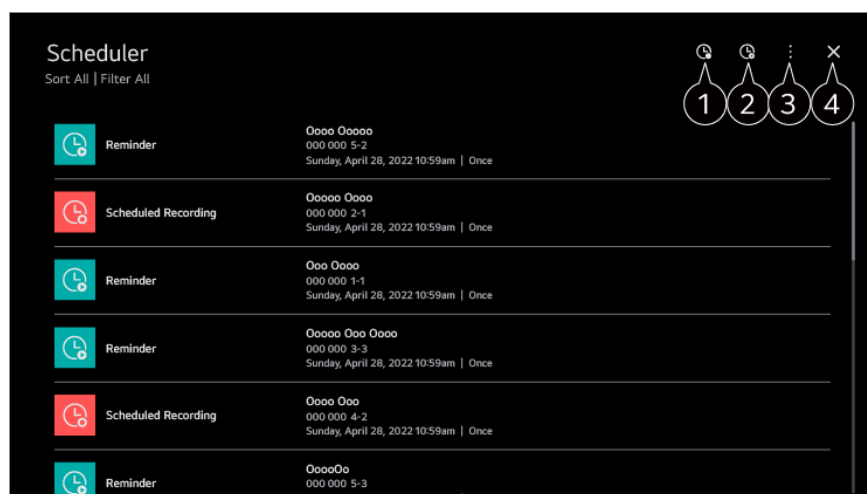 Scheduler
Sort All | Filter All
1 2 3 4
Reminder
Oooo Ooooo
000 000 5-2
Sunday, April 28, 2022 10:59am | Once
Scheduled Recording
Ooooo Oooo
000 000 2-1
Sunday, April 28, 2022 10:59am | Once
Reminder
Ooo Oooo
000 000 1-1
Sunday, April 28, 2022 10:59am | Once
Reminder
Ooooo Ooo Oooo
000 000 3-3
Sunday, April 28, 2022 10:59am | Once
Scheduled Recording
Oooo Ooo
000 000 4-2
Sunday, April 28, 2022 10:59am | Once
Reminder
OoooOo
000 000 5-3